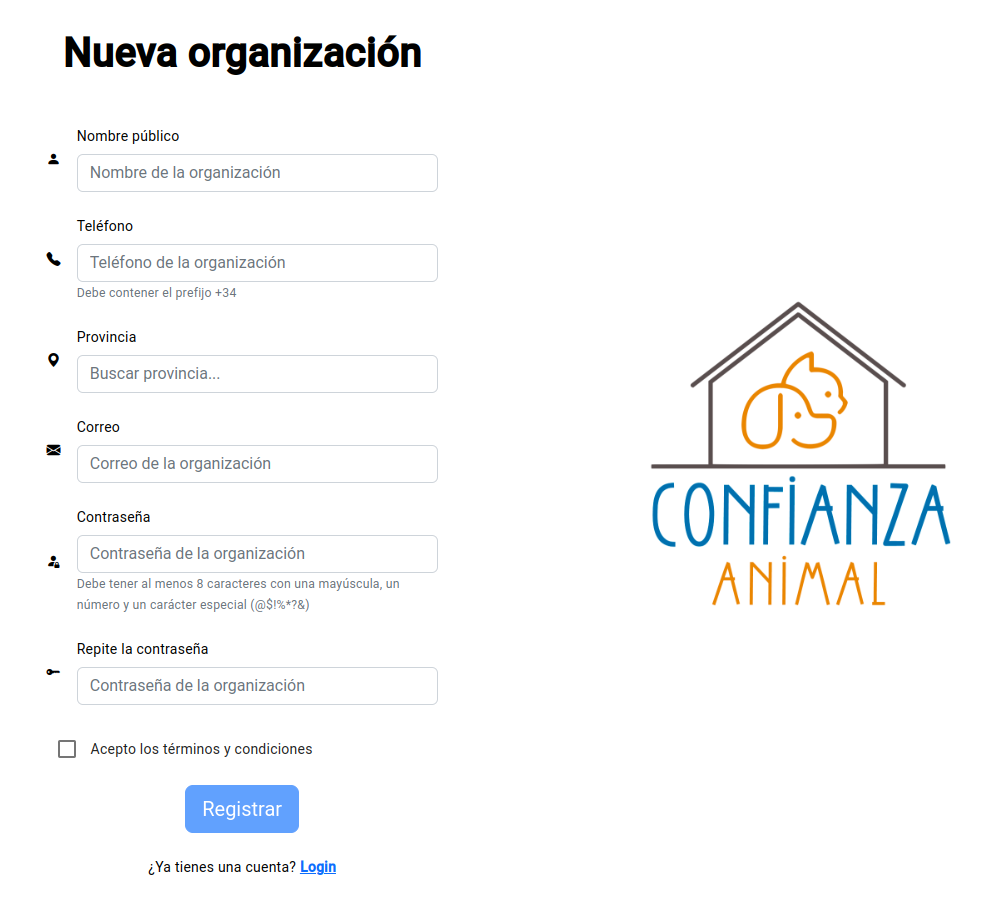 Nueva organización
Nombre público
Nombre de la organización
Teléfono
Teléfono de la organización
Debe contener el prefijo +34
Provincia
Buscar provincia...
Correo
Correo de la organización
Contraseña
Contraseña de la organización
Debe tener al menos 8 caracteres con una mayúscula, un
número y un carácter especial (@$!%*?&)
Repite la contraseña
Contraseña de la organización
Acepto los términos y condiciones
Registrar
¿Ya tienes una cuenta? Login
CONFIANZA
ANIMAL